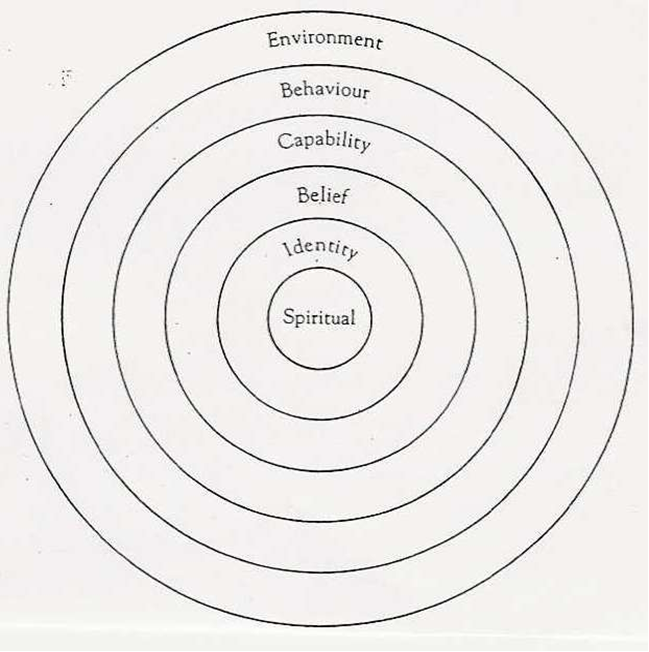 Environment
Behaviour
Capability
Belief
Identity
Spiritual